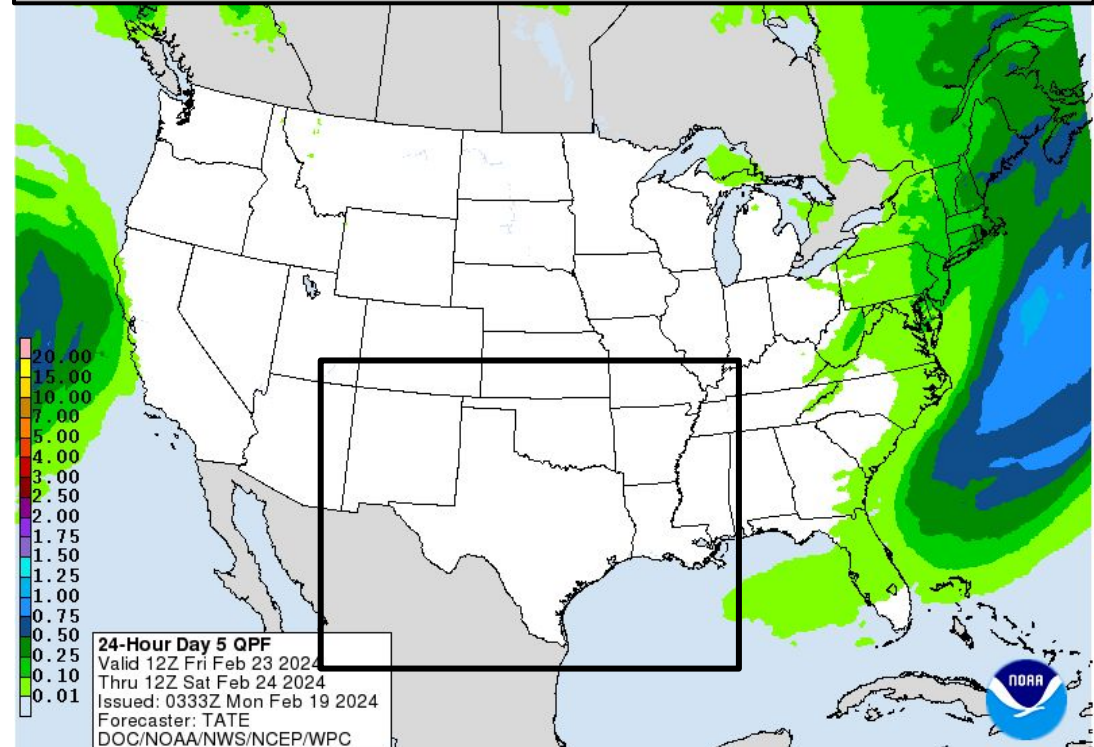 20.00
15.00
10.00
7.00
5.00
4.00
3.00
2.50
2.00
1.75
1.50
1.25
1.00
0.75
0.50
0.25
0.10
0.01
24-Hour Day 5 QPF
Valid 12Z Fri Feb 23 2024
Thru 12Z Sat Feb 24 2024
Issued: 0333Z Mon Feb 19 2024
Forecaster: TATE
DOC/NOAA/NWS/NCEP/WPC
NOAA